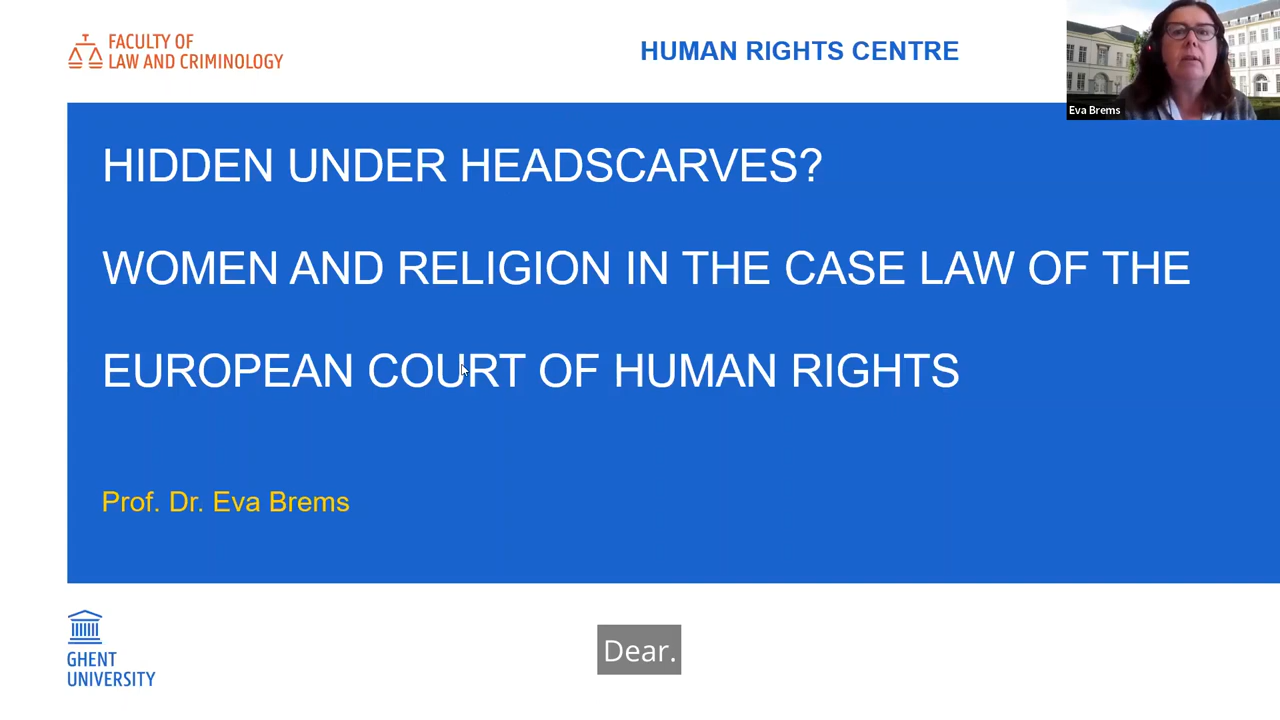 FACULTY OF
LAW AND CRIMINOLOGY
HUMAN RIGHTS CENTRE
Eva Brems
HIDDEN UNDER HEADSCARVES?
WOMEN AND RELIGION IN THE CASE LAW OF THE
EUROPEAN COURT OF HUMAN RIGHTS
Prof. Dr. Eva Brems
GHENT
UNIVERSITY
Dear.